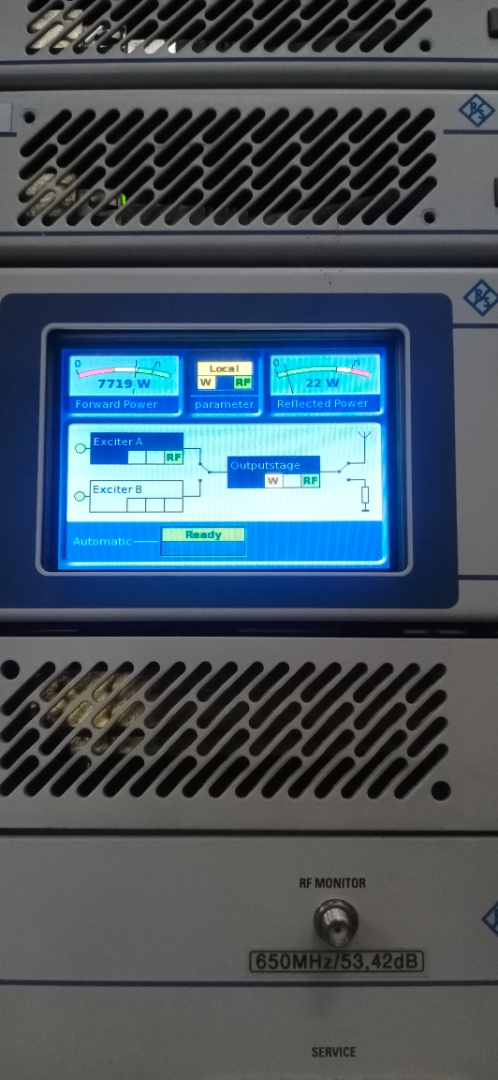 R&S
R&S
0 n
7719 W
Forward Power
Local
W RF
parameter
0 n
22 W
Reflected Power
Exciter A
RF
Outputstage
W RF
Exciter B
Automatic
Ready
RF MONITOR
650MHz/53,42dB
SERVICE